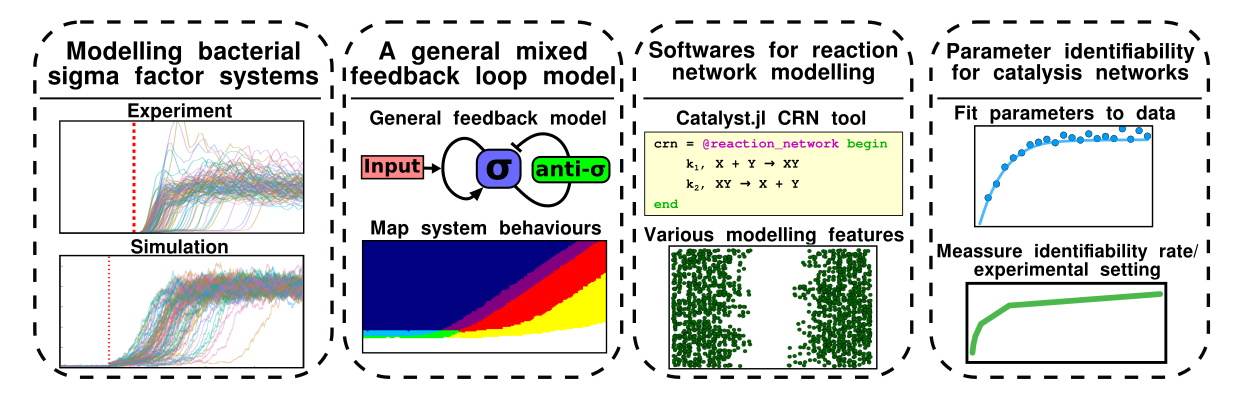 Modelling bacterial
sigma factor systems
Experiment
Simulation
A general mixed
feedback loop model
General feedback model
Input
σ
anti-σ
Map system behaviours
Softwares for reaction
network modelling
Catalyst.jl CRN tool
crn = @reaction_network begin
k₁, X + Y → XY
k₂, XY → X + Y
end
Various modelling features
Parameter identifiability
for catalysis networks
Fit parameters to data
Meassure identifiability rate/
experimental setting